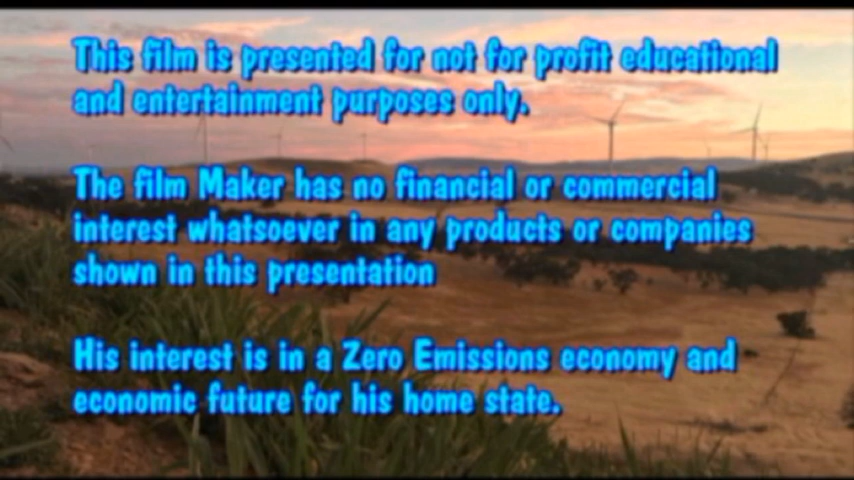 This film is presented for not for profit educational
and entertainment purposes only.
The film Maker has no financial or commercial
interest whatsoever in any products or companies
shown in this presentation
His interest is in a Zero Emissions economy and
economic future for his home state.